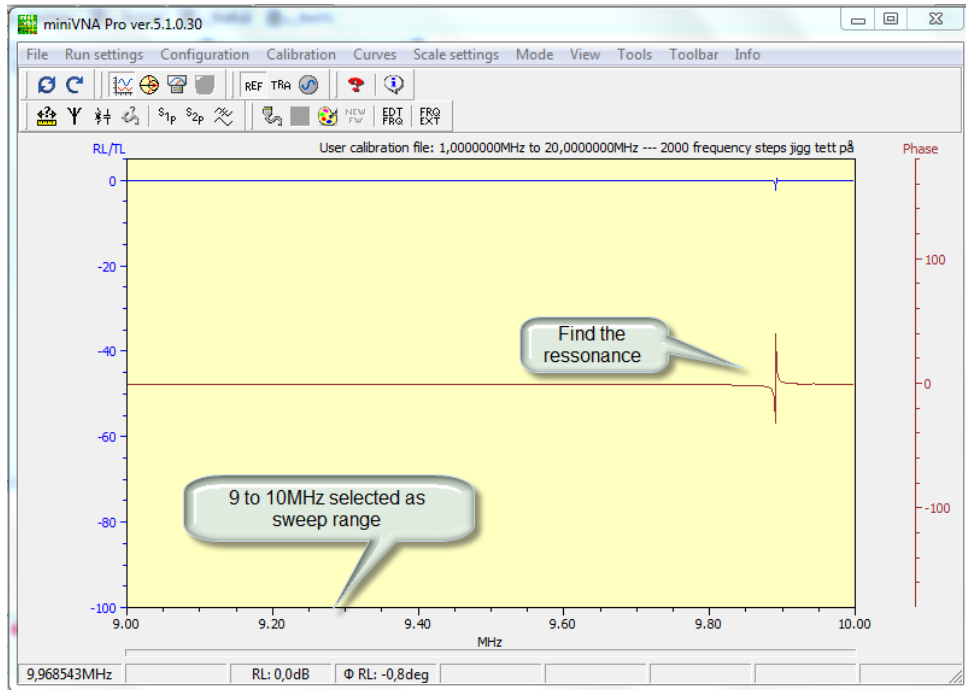 miniVNA Pro ver.5.1.0.30
File Run settings Configuration Calibration Curves Scale settings Mode View Tools Toolbar Info
REF TRA
S1p S2p NEW FW EDT FRQ FRQ EXT
RL/TL User calibration file: 1,0000000MHz to 20,0000000MHz --- 2000 frequency steps jigg tett på Phase
0
-20
100
Find the
ressonance
-40
0
-60
9 to 10MHz selected as
sweep range
-80
-100
-100
9.00 9.20 9.40 9.60 9.80 10.00
MHz
9,968543MHz RL: 0,0dB Φ RL: -0,8deg